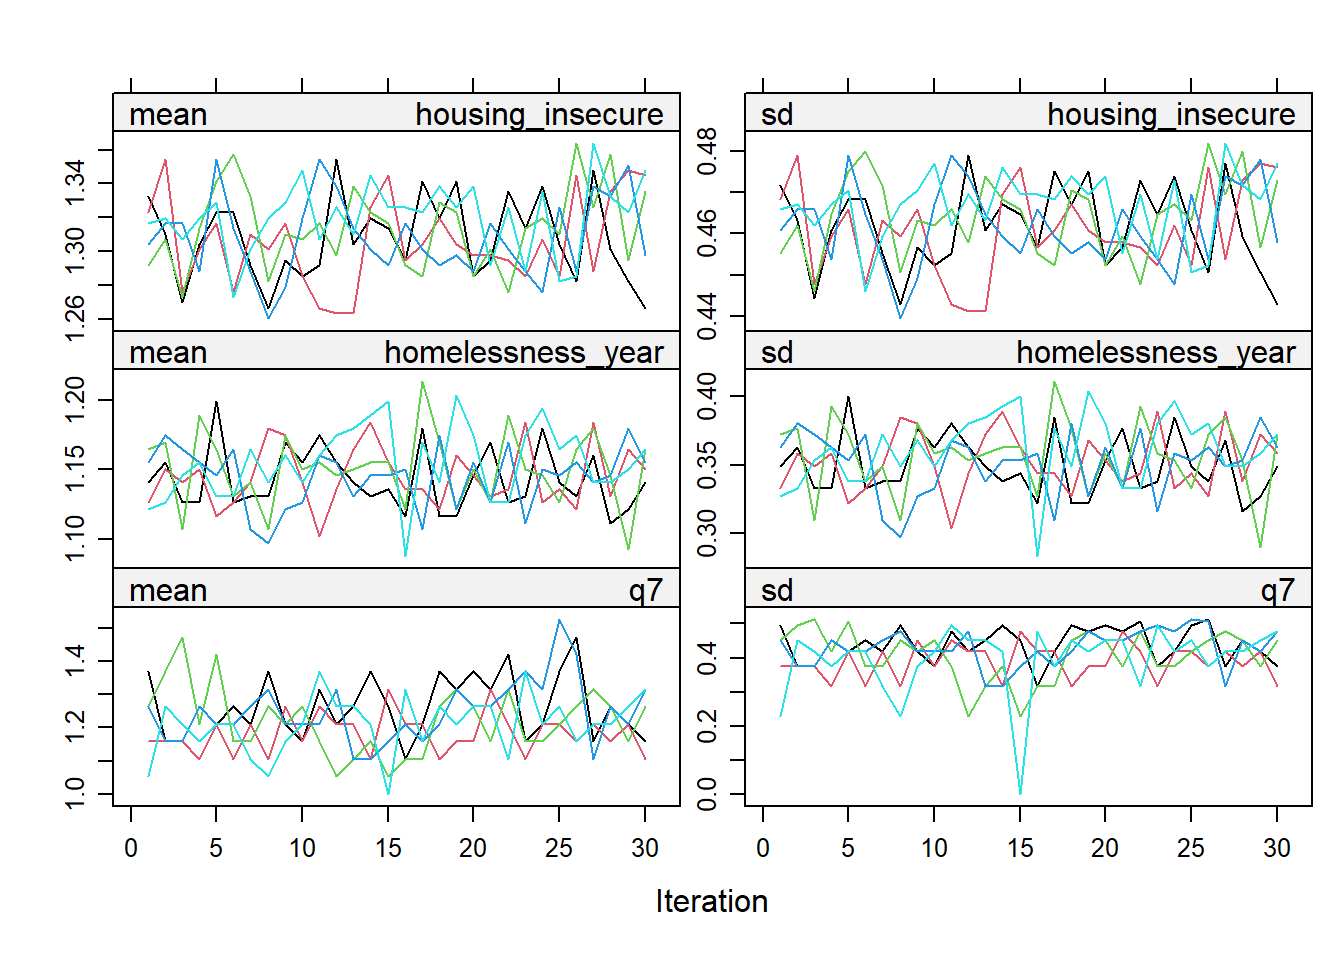 mean housing_insecure
sd housing_insecure
1.34
1.30
1.26
0.48
0.46
0.44
mean homelessness_year
sd homelessness_year
1.20
1.15
1.10
0.40
0.35
0.30
mean q7
sd q7
1.4
1.2
1.0
0.4
0.2
0.0
0 5 10 15 20 25 30
0 5 10 15 20 25 30
Iteration